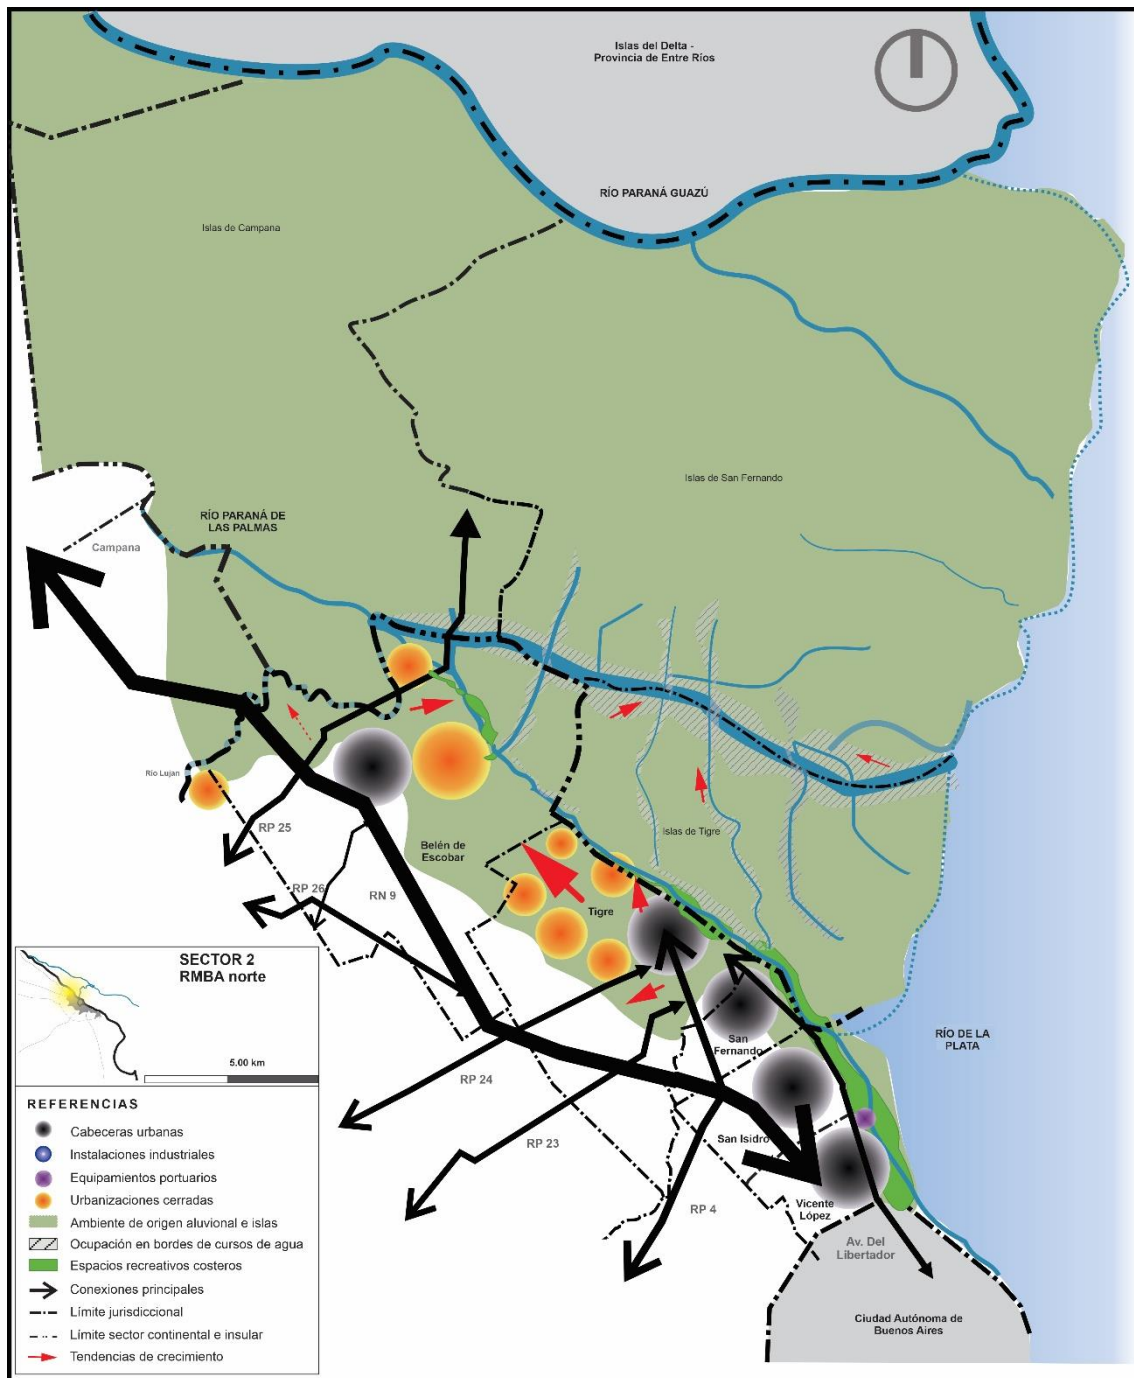 Islas del Delta -
Provincia de Entre Ríos
RÍO PARANÁ GUAZÚ
Islas de Campana
Islas de San Fernando
RÍO PARANÁ DE
LAS PALMAS
Campana
Río Lujan
RP 25
Belén de
Escobar
Islas de Tigre
RP 26
RN 9
Tigre
SECTOR 2
RMBA norte
5.00 km
San
Fernando
RÍO DE LA
PLATA
RP 24
RP 23
San Isidro
RP 4
Vicente
López
Av. Del
Libertador
Ciudad Autónoma de
Buenos Aires
REFERENCIAS
Cabeceras urbanas
Instalaciones industriales
Equipamientos portuarios
Urbanizaciones cerradas
Ambiente de origen aluvional e islas
Ocupación en bordes de cursos de agua
Espacios recreativos costeros
Conexiones principales
Límite jurisdiccional
Límite sector continental e insular
Tendencias de crecimiento